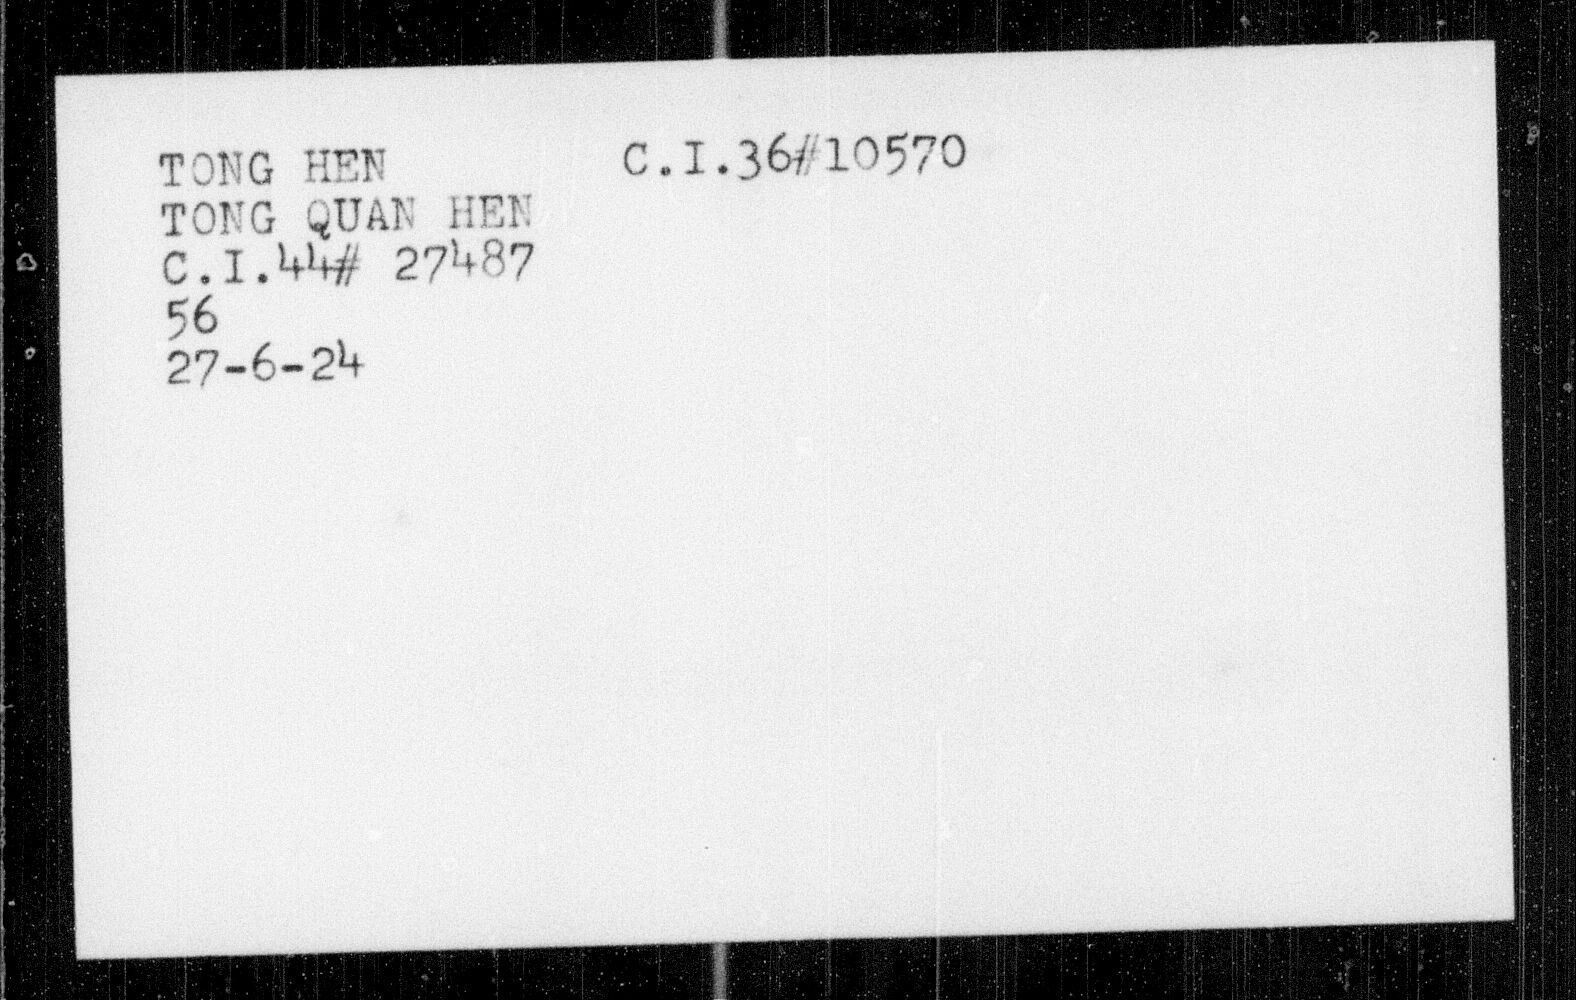 TONG HEN C.I.36#10570
TONG QUAN HEN
C.I.44# 27487
56
27-6-24